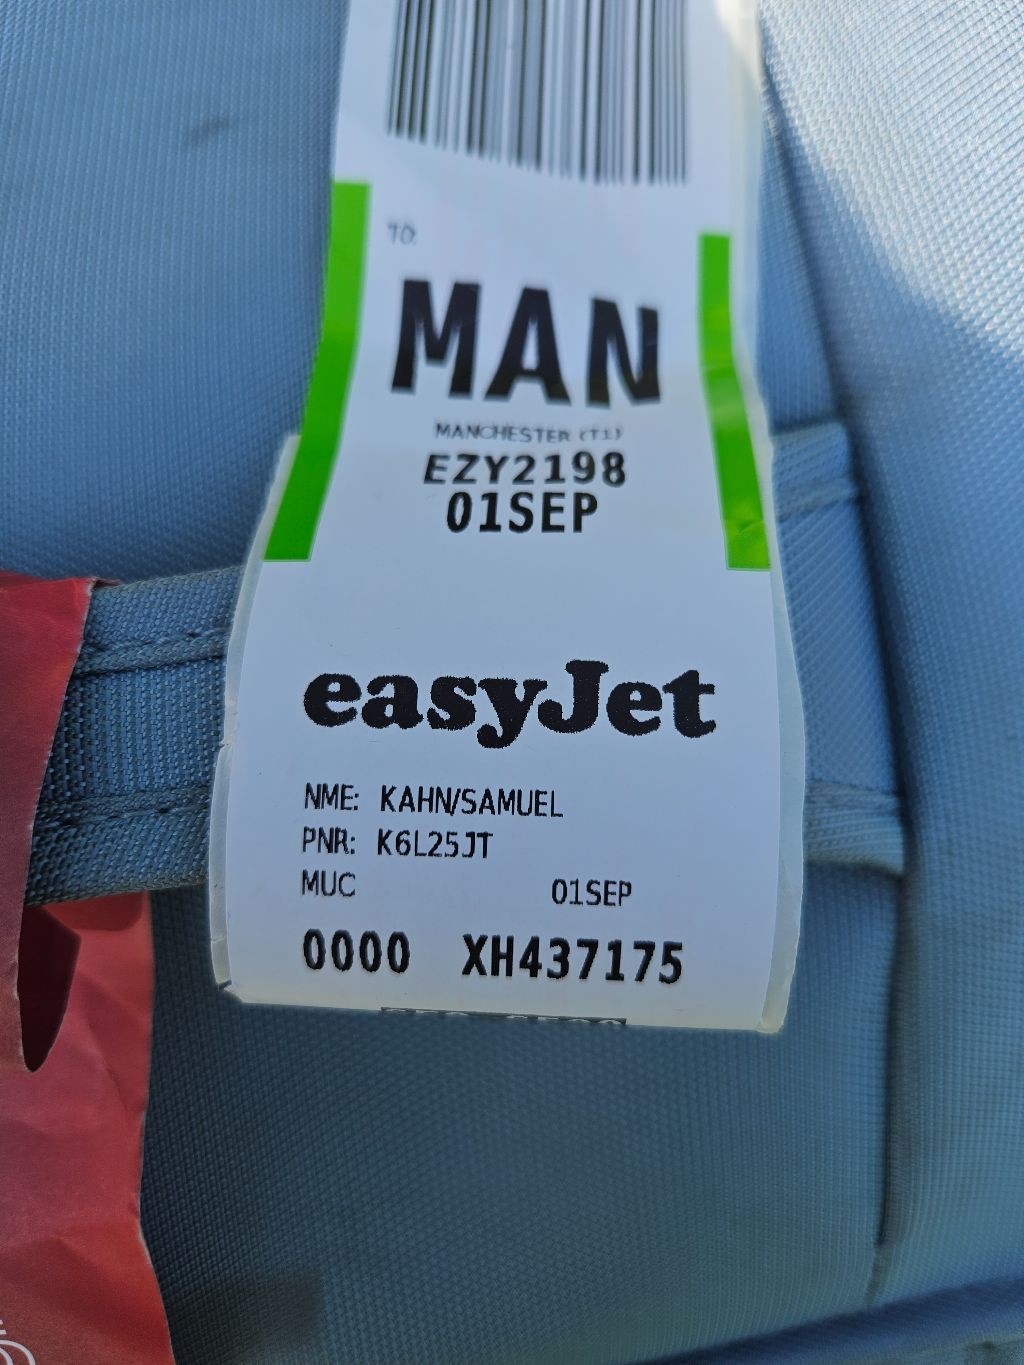 TO:
MAN
MANCHESTER (T1)
EZY2198
01SEP
easyJet
NME: KAHN/SAMUEL
PNR: K6L25JT
MUC 01SEP
0000 XH437175